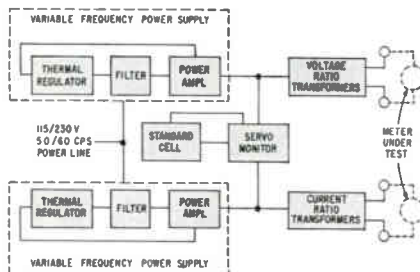 VARIABLE FREQUENCY POWER SUPPLY
THERMAL
REGULATOR
FILTER
POWER
AMPL
VOLTAGE
RATIO
TRANSFORMERS
115/230 V
50/60 CPS
POWER LINE
STANDARD
CELL
SERVO
MONITOR
METER
UNDER
TEST
THERMAL
REGULATOR
FILTER
POWER
AMPL
CURRENT
RATIO
TRANSFORMERS
VARIABLE FREQUENCY POWER SUPPLY